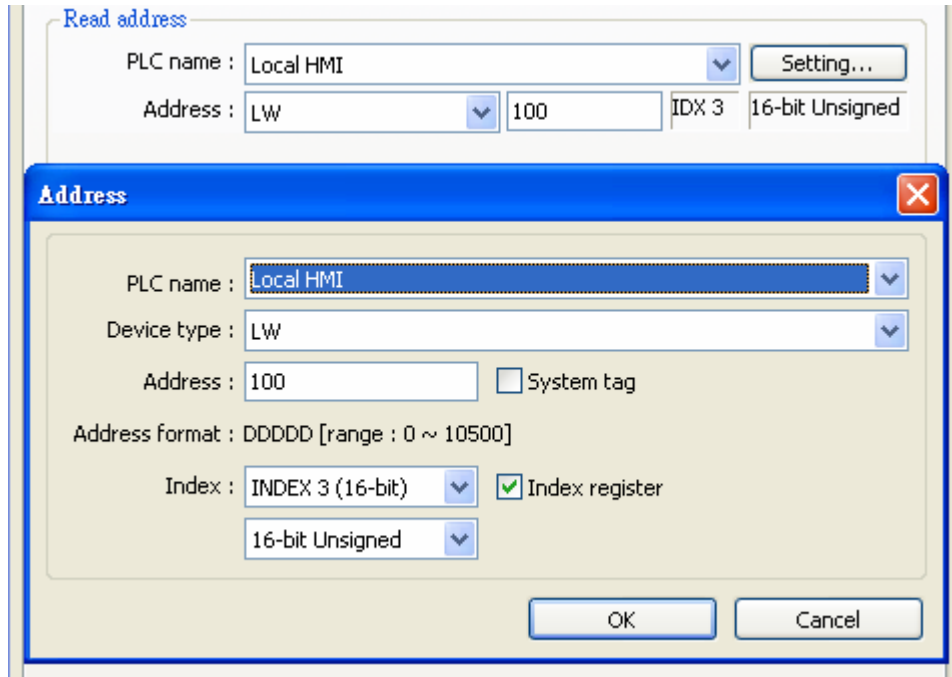 Read address
PLC name : Local HMI Setting...
Address : LW 100 IDX 3 16-bit Unsigned
Address
PLC name : Local HMI
Device type : LW
Address : 100 System tag
Address format : DDDDD [range : 0 ~ 10500]
Index : INDEX 3 (16-bit) Index register
16-bit Unsigned
OK Cancel